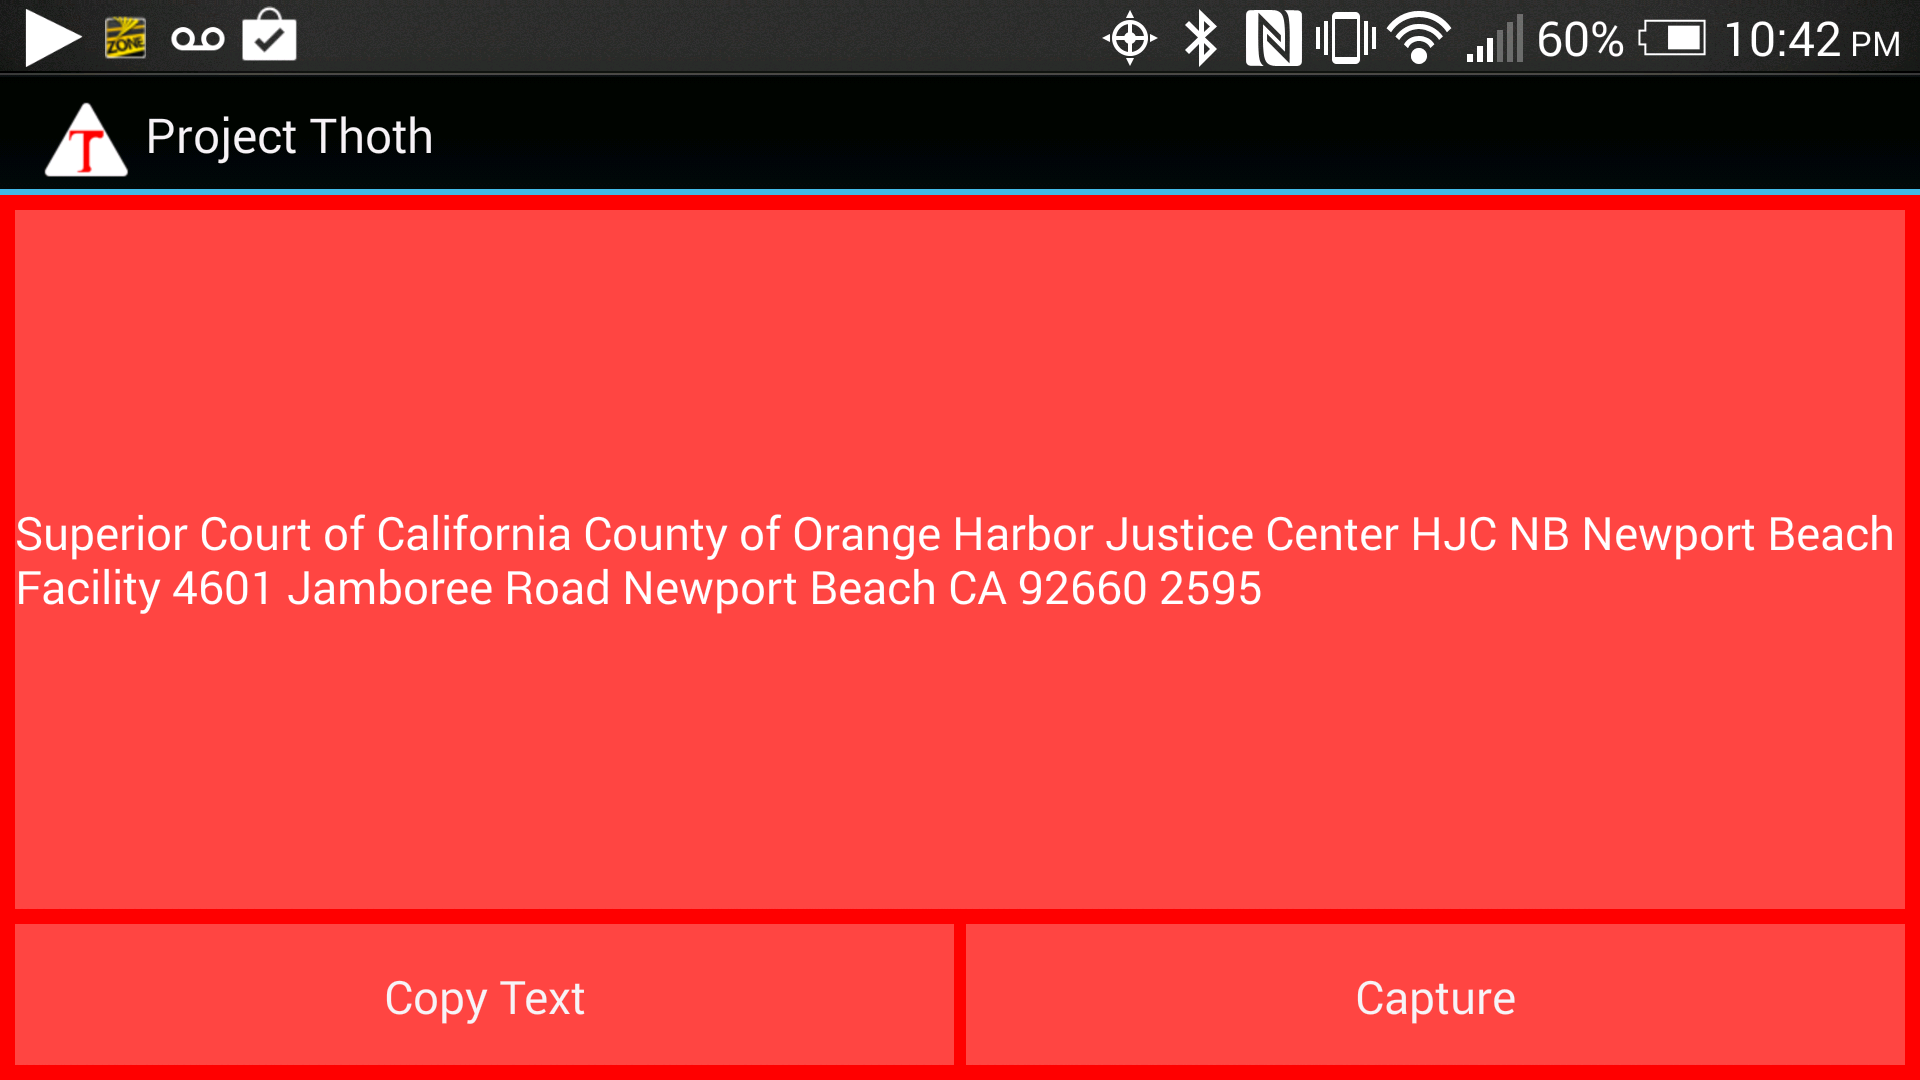 ZONE
60% 10:42 PM
T Project Thoth
Superior Court of California County of Orange Harbor Justice Center HJC NB Newport Beach
Facility 4601 Jamboree Road Newport Beach CA 92660 2595
Copy Text
Capture